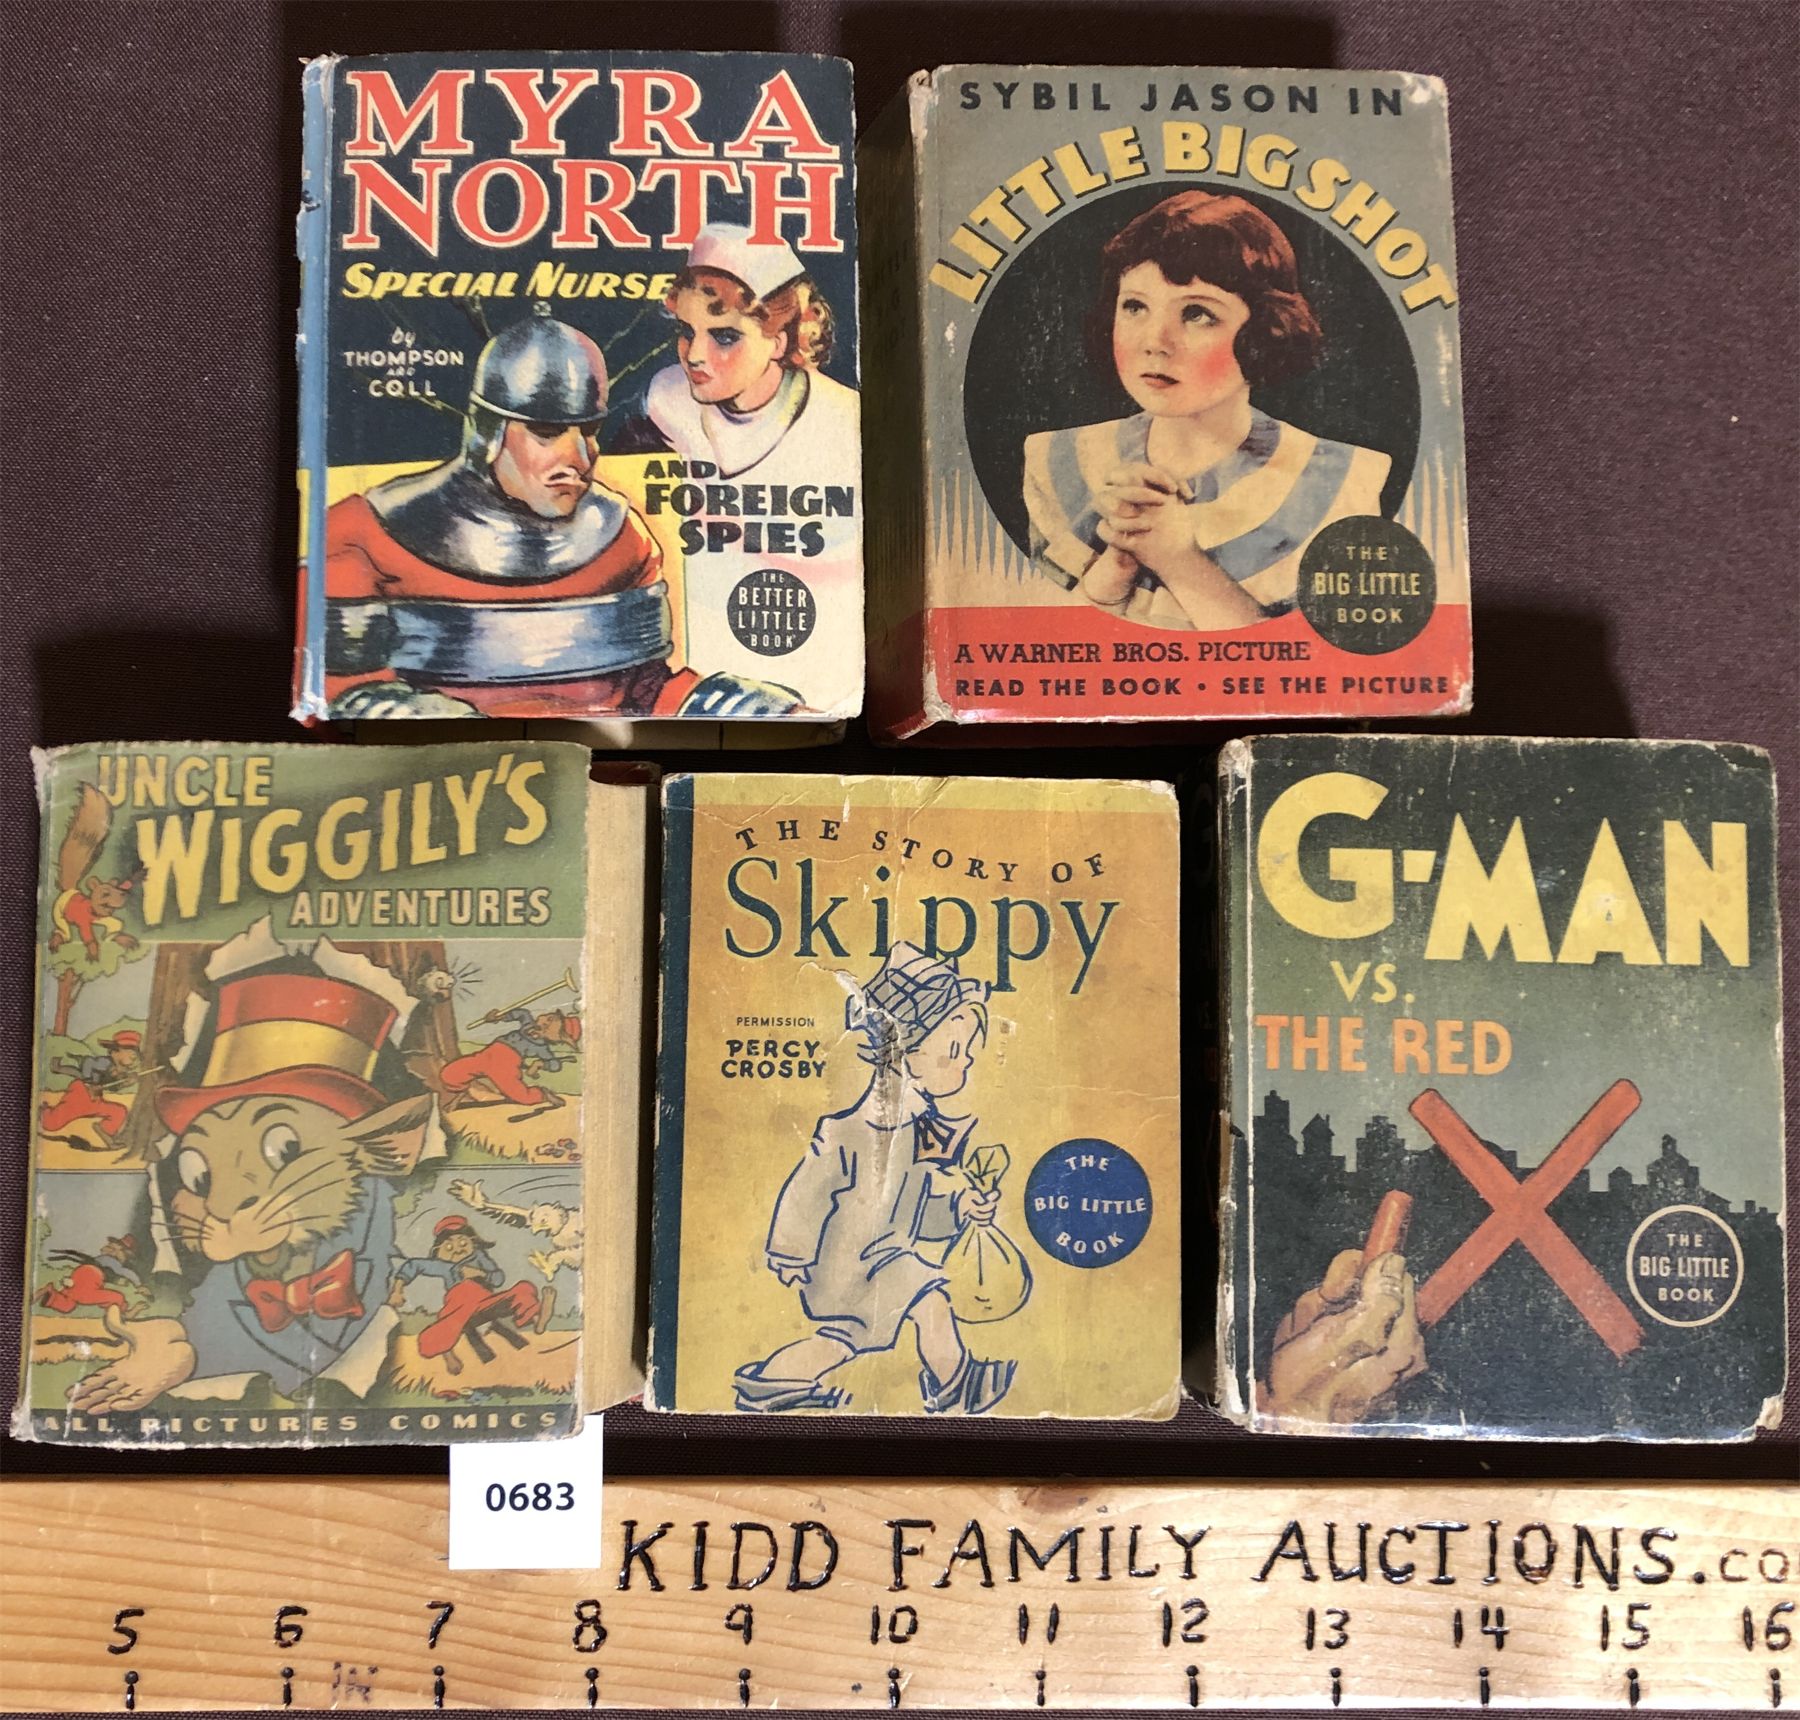 MYRA
NORTH
SPECIAL NURSE
by
THOMPSON
AND
COLL
AND
FOREIGN
SPIES
THE
BETTER
LITTLE
BOOK
SYBIL JASON IN
LITTLE BIG SHOT
THE
BIG LITTLE
BOOK
A WARNER BROS. PICTURE
READ THE BOOK • SEE THE PICTURE
UNCLE
WIGGILY'S
ADVENTURES
ALL PICTURES COMICS
THE STORY OF
Skippy
PERMISSION
PERCY
CROSBY
THE
BIG LITTLE
BOOK
G-MAN
VS.
THE RED
X
THE
BIG LITTLE
BOOK
0683
KIDD FAMILY AUCTIONS.co
5 6 7 8 9 10 11 12 13 14 15 16
IN